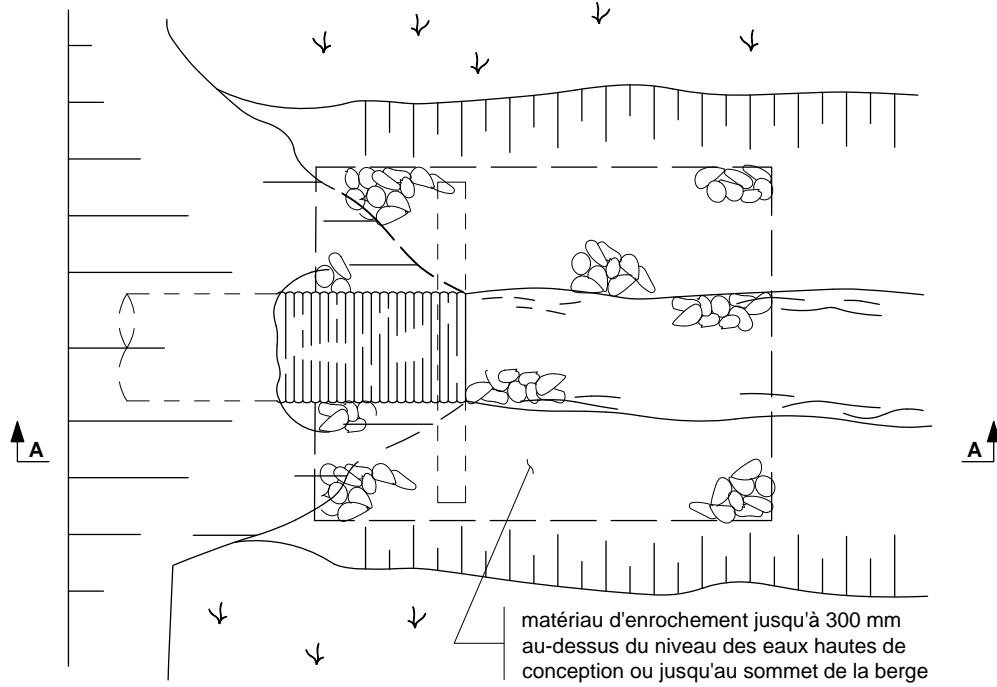 A
A
matériau d'enrochement jusqu'à 300 mm
au-dessus du niveau des eaux hautes de
conception ou jusqu'au sommet de la berge